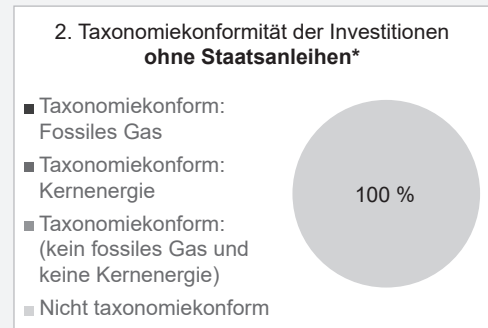 2. Taxonomiekonformität der Investitionen
ohne Staatsanleihen*
Taxonomiekonform:
Fossiles Gas
Taxonomiekonform:
Kernenergie
Taxonomiekonform:
(kein fossiles Gas und
keine Kernenergie)
Nicht taxonomiekonform
100 %